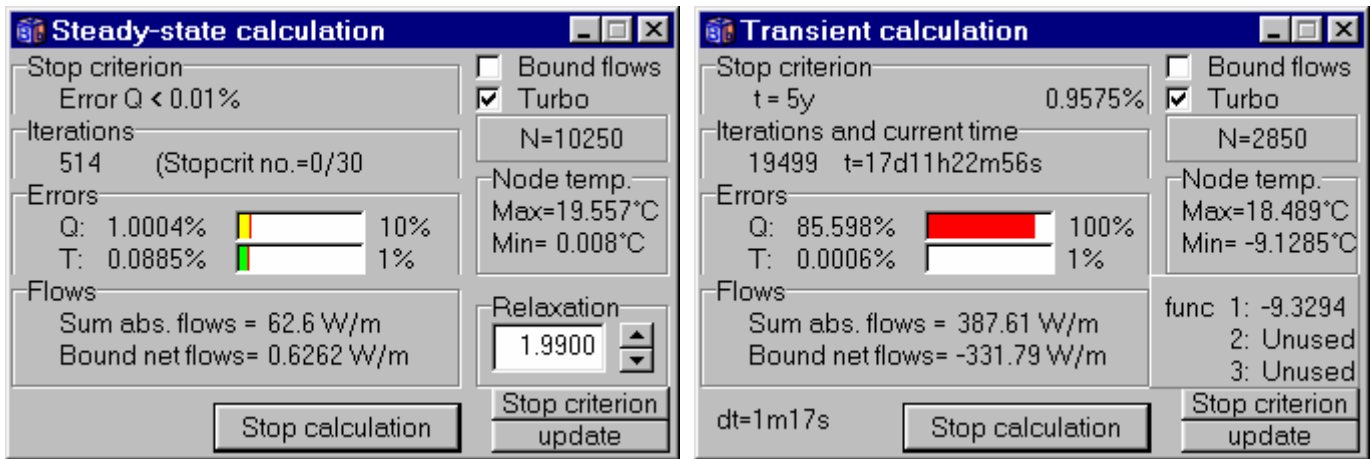 Steady-state calculation
Stop criterion
Error Q < 0.01%
Bound flows
Turbo
Iterations
514 (Stopcrit no.=0/30
N=10250
Errors
Q: 1.0004% 10%
T: 0.0885% 1%
Node temp.
Max=19.557°C
Min= 0.008°C
Flows
Sum abs. flows = 62.6 W/m
Bound net flows= 0.6262 W/m
Relaxation
1.9900
Stop calculation
Stop criterion
update
Transient calculation
Stop criterion
t = 5y 0.9575%
Bound flows
Turbo
Iterations and current time
19499 t=17d11h22m56s
N=2850
Errors
Q: 85.598% 100%
T: 0.0006% 1%
Node temp.
Max=18.489°C
Min= -9.1285°C
Flows
Sum abs. flows = 387.61 W/m
Bound net flows= -331.79 W/m
func 1: -9.3294
2: Unused
3: Unused
dt=1m17s
Stop calculation
Stop criterion
update